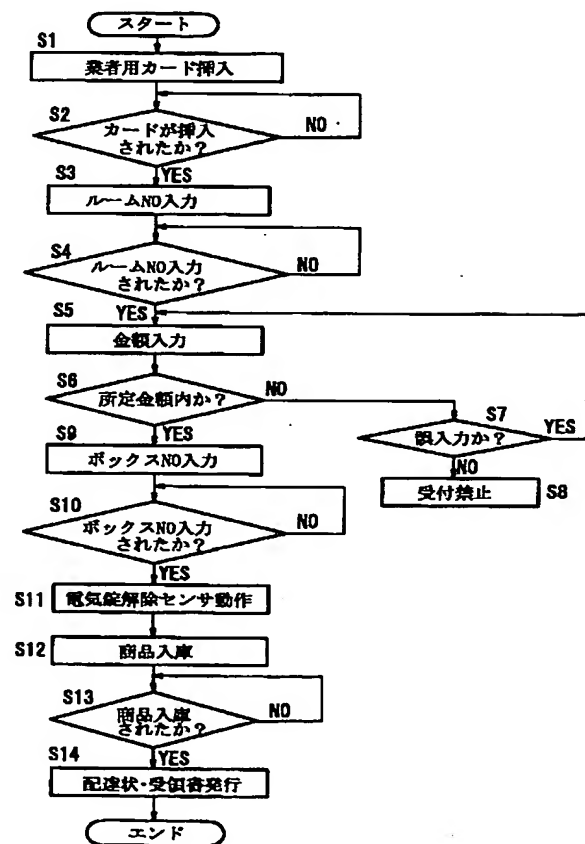 スタート
S1
業者用カード挿入
S2
カードが挿入
されたか?
NO
YES
S3
ルームNO入力
S4
ルームNO入力
されたか?
NO
YES
S5
金額入力
S6
所定金額内か?
NO
YES
S7
誤入力か?
YES
NO
S8
受付禁止
S9
ボックスNO入力
S10
ボックスNO入力
されたか?
NO
YES
S11
電気錠解除センサ動作
S12
商品入庫
S13
商品入庫
されたか?
NO
YES
S14
配達状・受領書発行
エンド